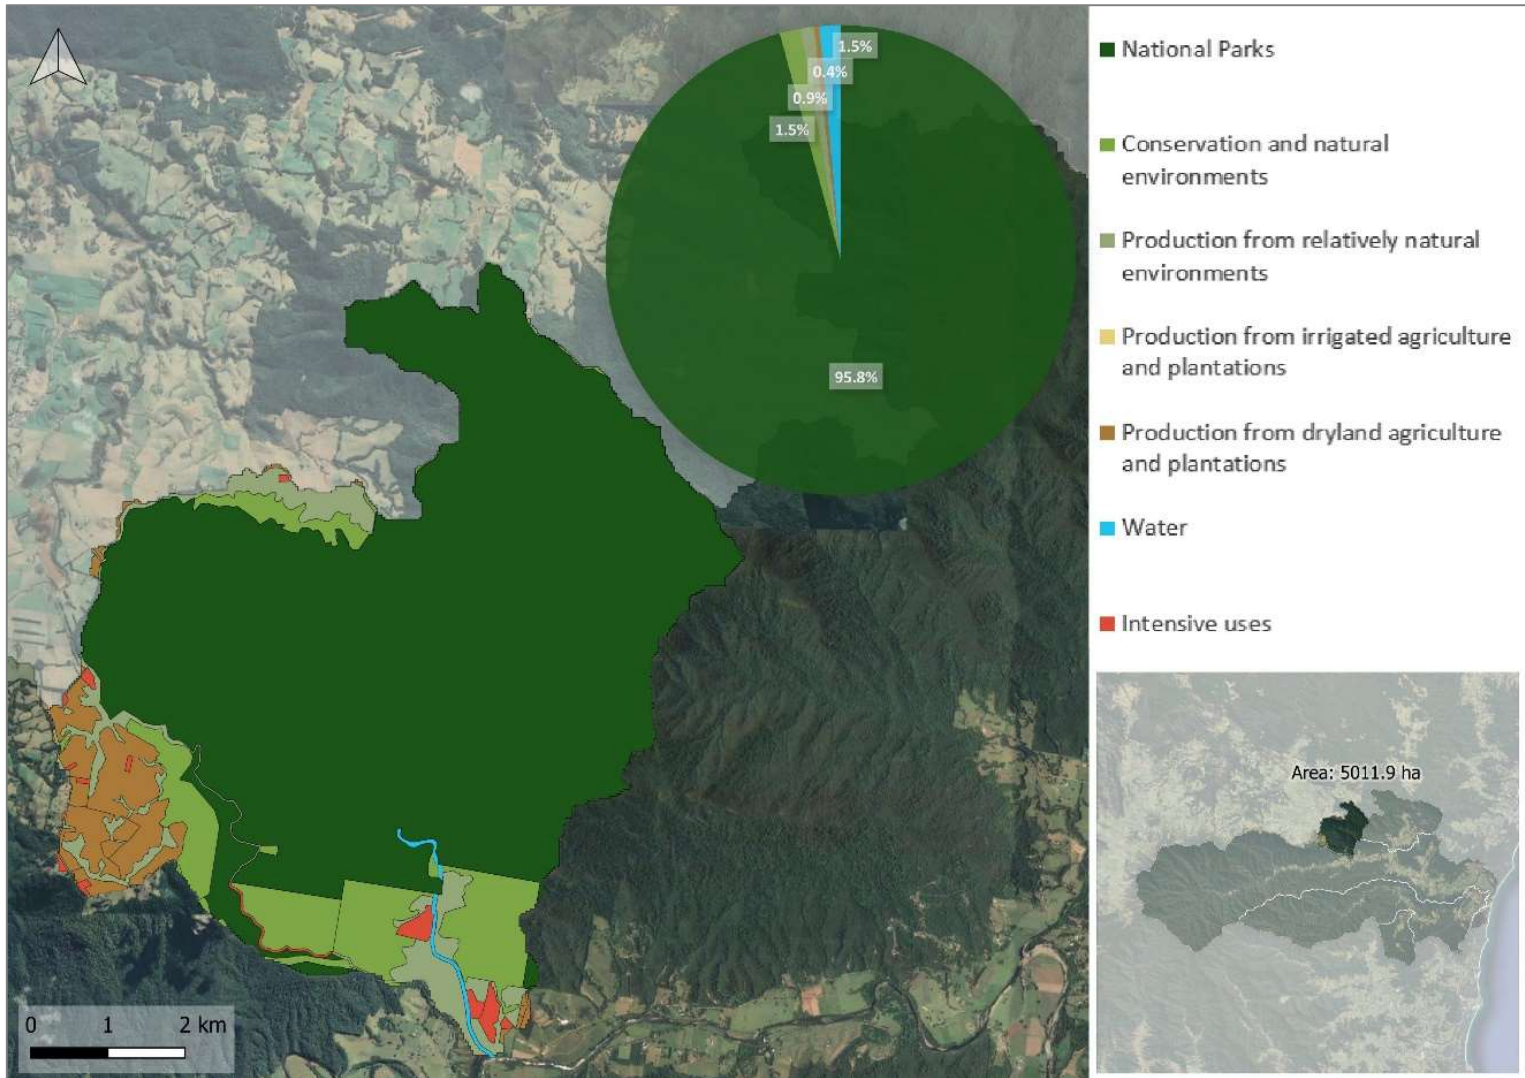 1.5%
0.4%
0.9%
1.5%
95.8%
National Parks
Conservation and natural
environments
Production from relatively natural
environments
Production from irrigated agriculture
and plantations
Production from dryland agriculture
and plantations
Water
Intensive uses
Area: 5011.9 ha
0 1 2 km